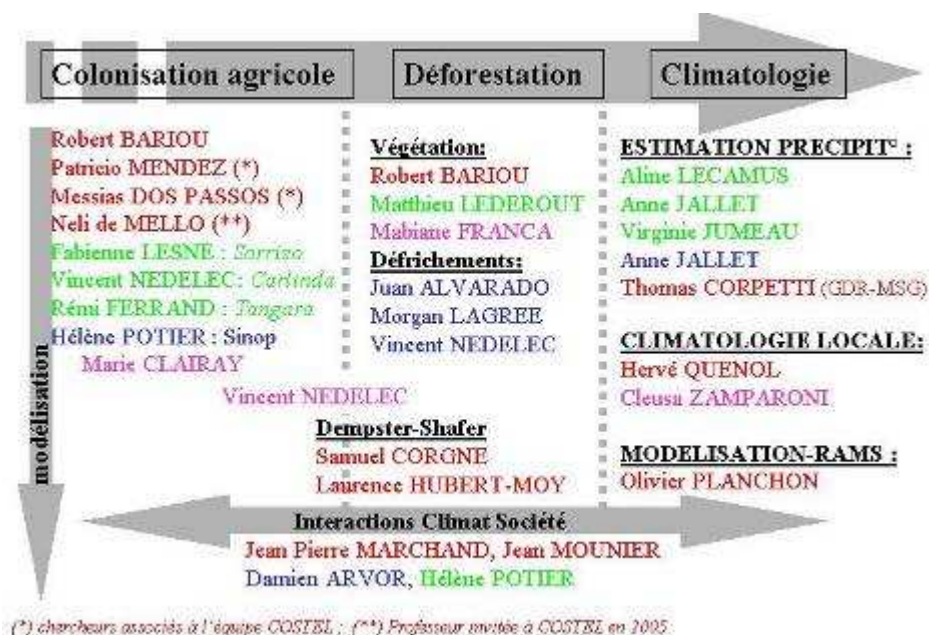 Colonisation agricole
Déforestation
Climatologie
modélisation
Robert BARIOU
Patricio MENDEZ (*)
Messias DOS PASSOS (*)
Neli de MELLO (**)
Fabienne LESNE : Sorriso
Vincent NEDELEC: Carlinda
Rémi FERRAND : Tangara
Hélène POTIER : Sinop
Marie CLAIRAY
Vincent NEDELEC
Végétation:
Robert BARIOU
Matthieu LEDEROUT
Mabiane FRANCA
Défrichements:
Juan ALVARADO
Morgan LAGREE
Vincent NEDELEC
Dempster-Shafer
Samuel CORGNE
Laurence HUBERT-MOY
ESTIMATION PRECIPIT° :
Aline LECAMUS
Anne JALLET
Virginie JUMEAU
Anne JALLET
Thomas CORPETTI (GDR-MSG)
CLIMATOLOGIE LOCALE:
Hervé QUENOL
Cleusa ZAMPARONI
MODELISATION-RAMS :
Olivier PLANCHON
Interactions Climat Société
Jean Pierre MARCHAND, Jean MOUNIER
Damien ARVOR, Hélène POTIER
(*) chercheurs associés à l'équipe COSTEL ; (**) Professeur invitée à COSTEL en 2005